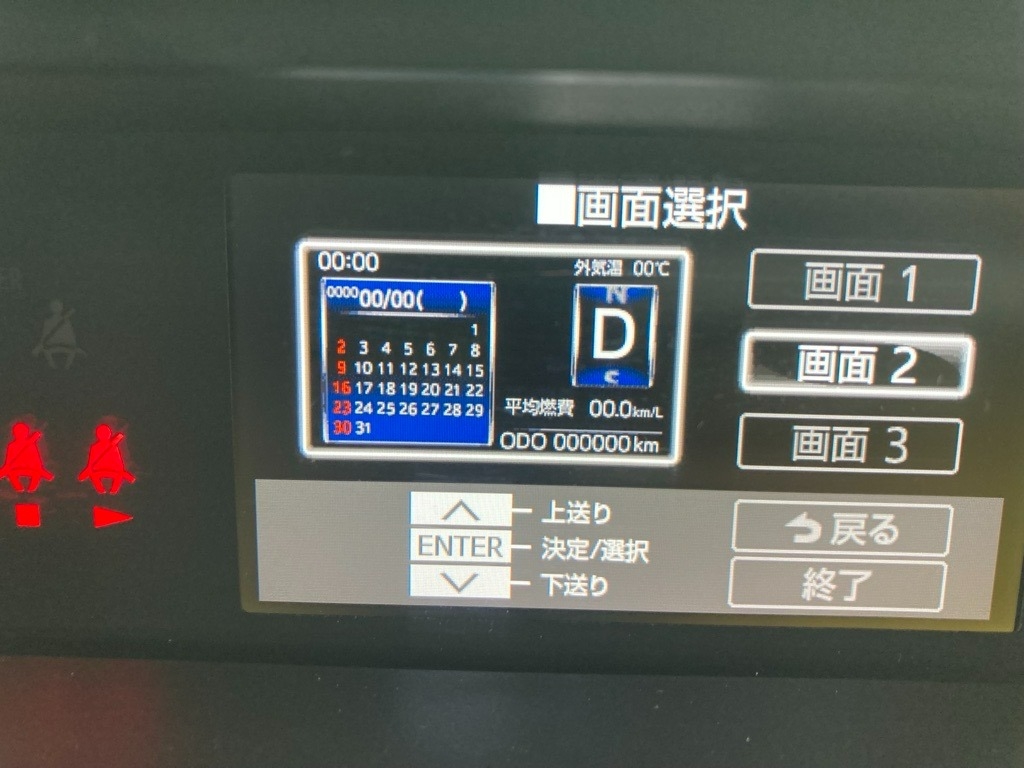 ■画面選択
00:00
外気温 00℃
0000 00/00( )
1
2 3 4 5 6 7 8
9 10 11 12 13 14 15
16 17 18 19 20 21 22
23 24 25 26 27 28 29
30 31
N
D
平均燃費 00.0km/L
ODO 000000km
画面 1
画面 2
画面 3
上送り
ENTER 決定/選択
下送り
戻る
終了